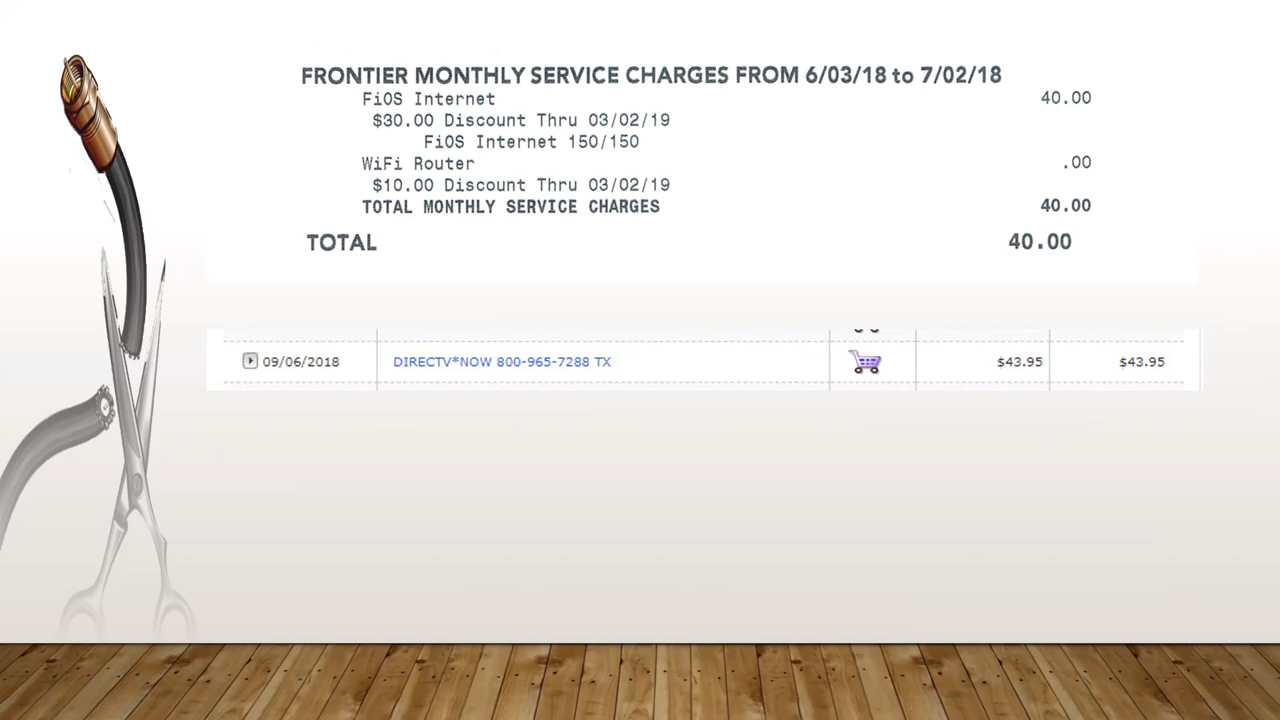 FRONTIER MONTHLY SERVICE CHARGES FROM 6/03/18 to 7/02/18
FiOS Internet 40.00
$30.00 Discount Thru 03/02/19
FiOS Internet 150/150
WiFi Router .00
$10.00 Discount Thru 03/02/19
TOTAL MONTHLY SERVICE CHARGES 40.00
TOTAL 40.00
09/06/2018 DIRECTV*NOW 800-965-7288 TX $43.95 $43.95